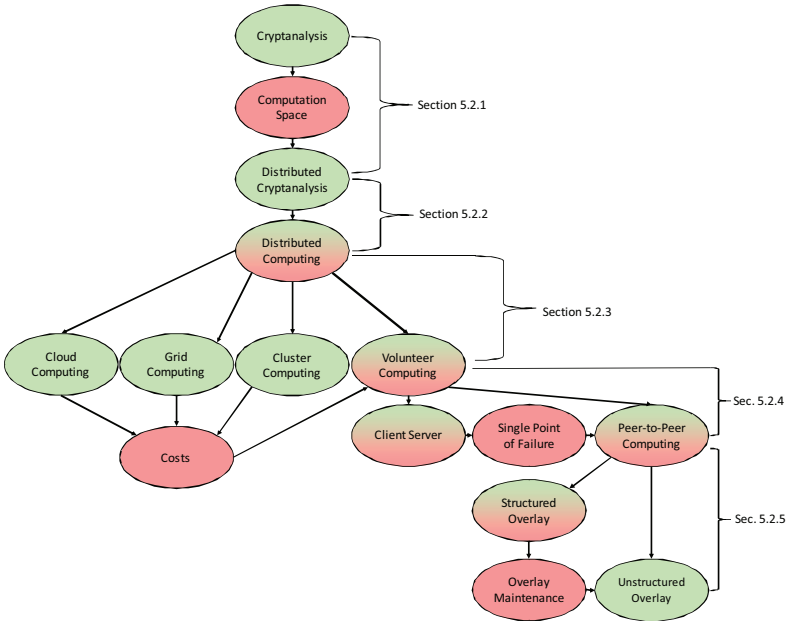 Cryptanalysis
Computation
Space
Section 5.2.1
Distributed
Cryptanalysis
Section 5.2.2
Distributed
Computing
Section 5.2.3
Cloud
Computing
Grid
Computing
Cluster
Computing
Volunteer
Computing
Sec. 5.2.4
Costs
Client Server
Single Point
of Failure
Peer-to-Peer
Computing
Structured
Overlay
Sec. 5.2.5
Overlay
Maintenance
Unstructured
Overlay